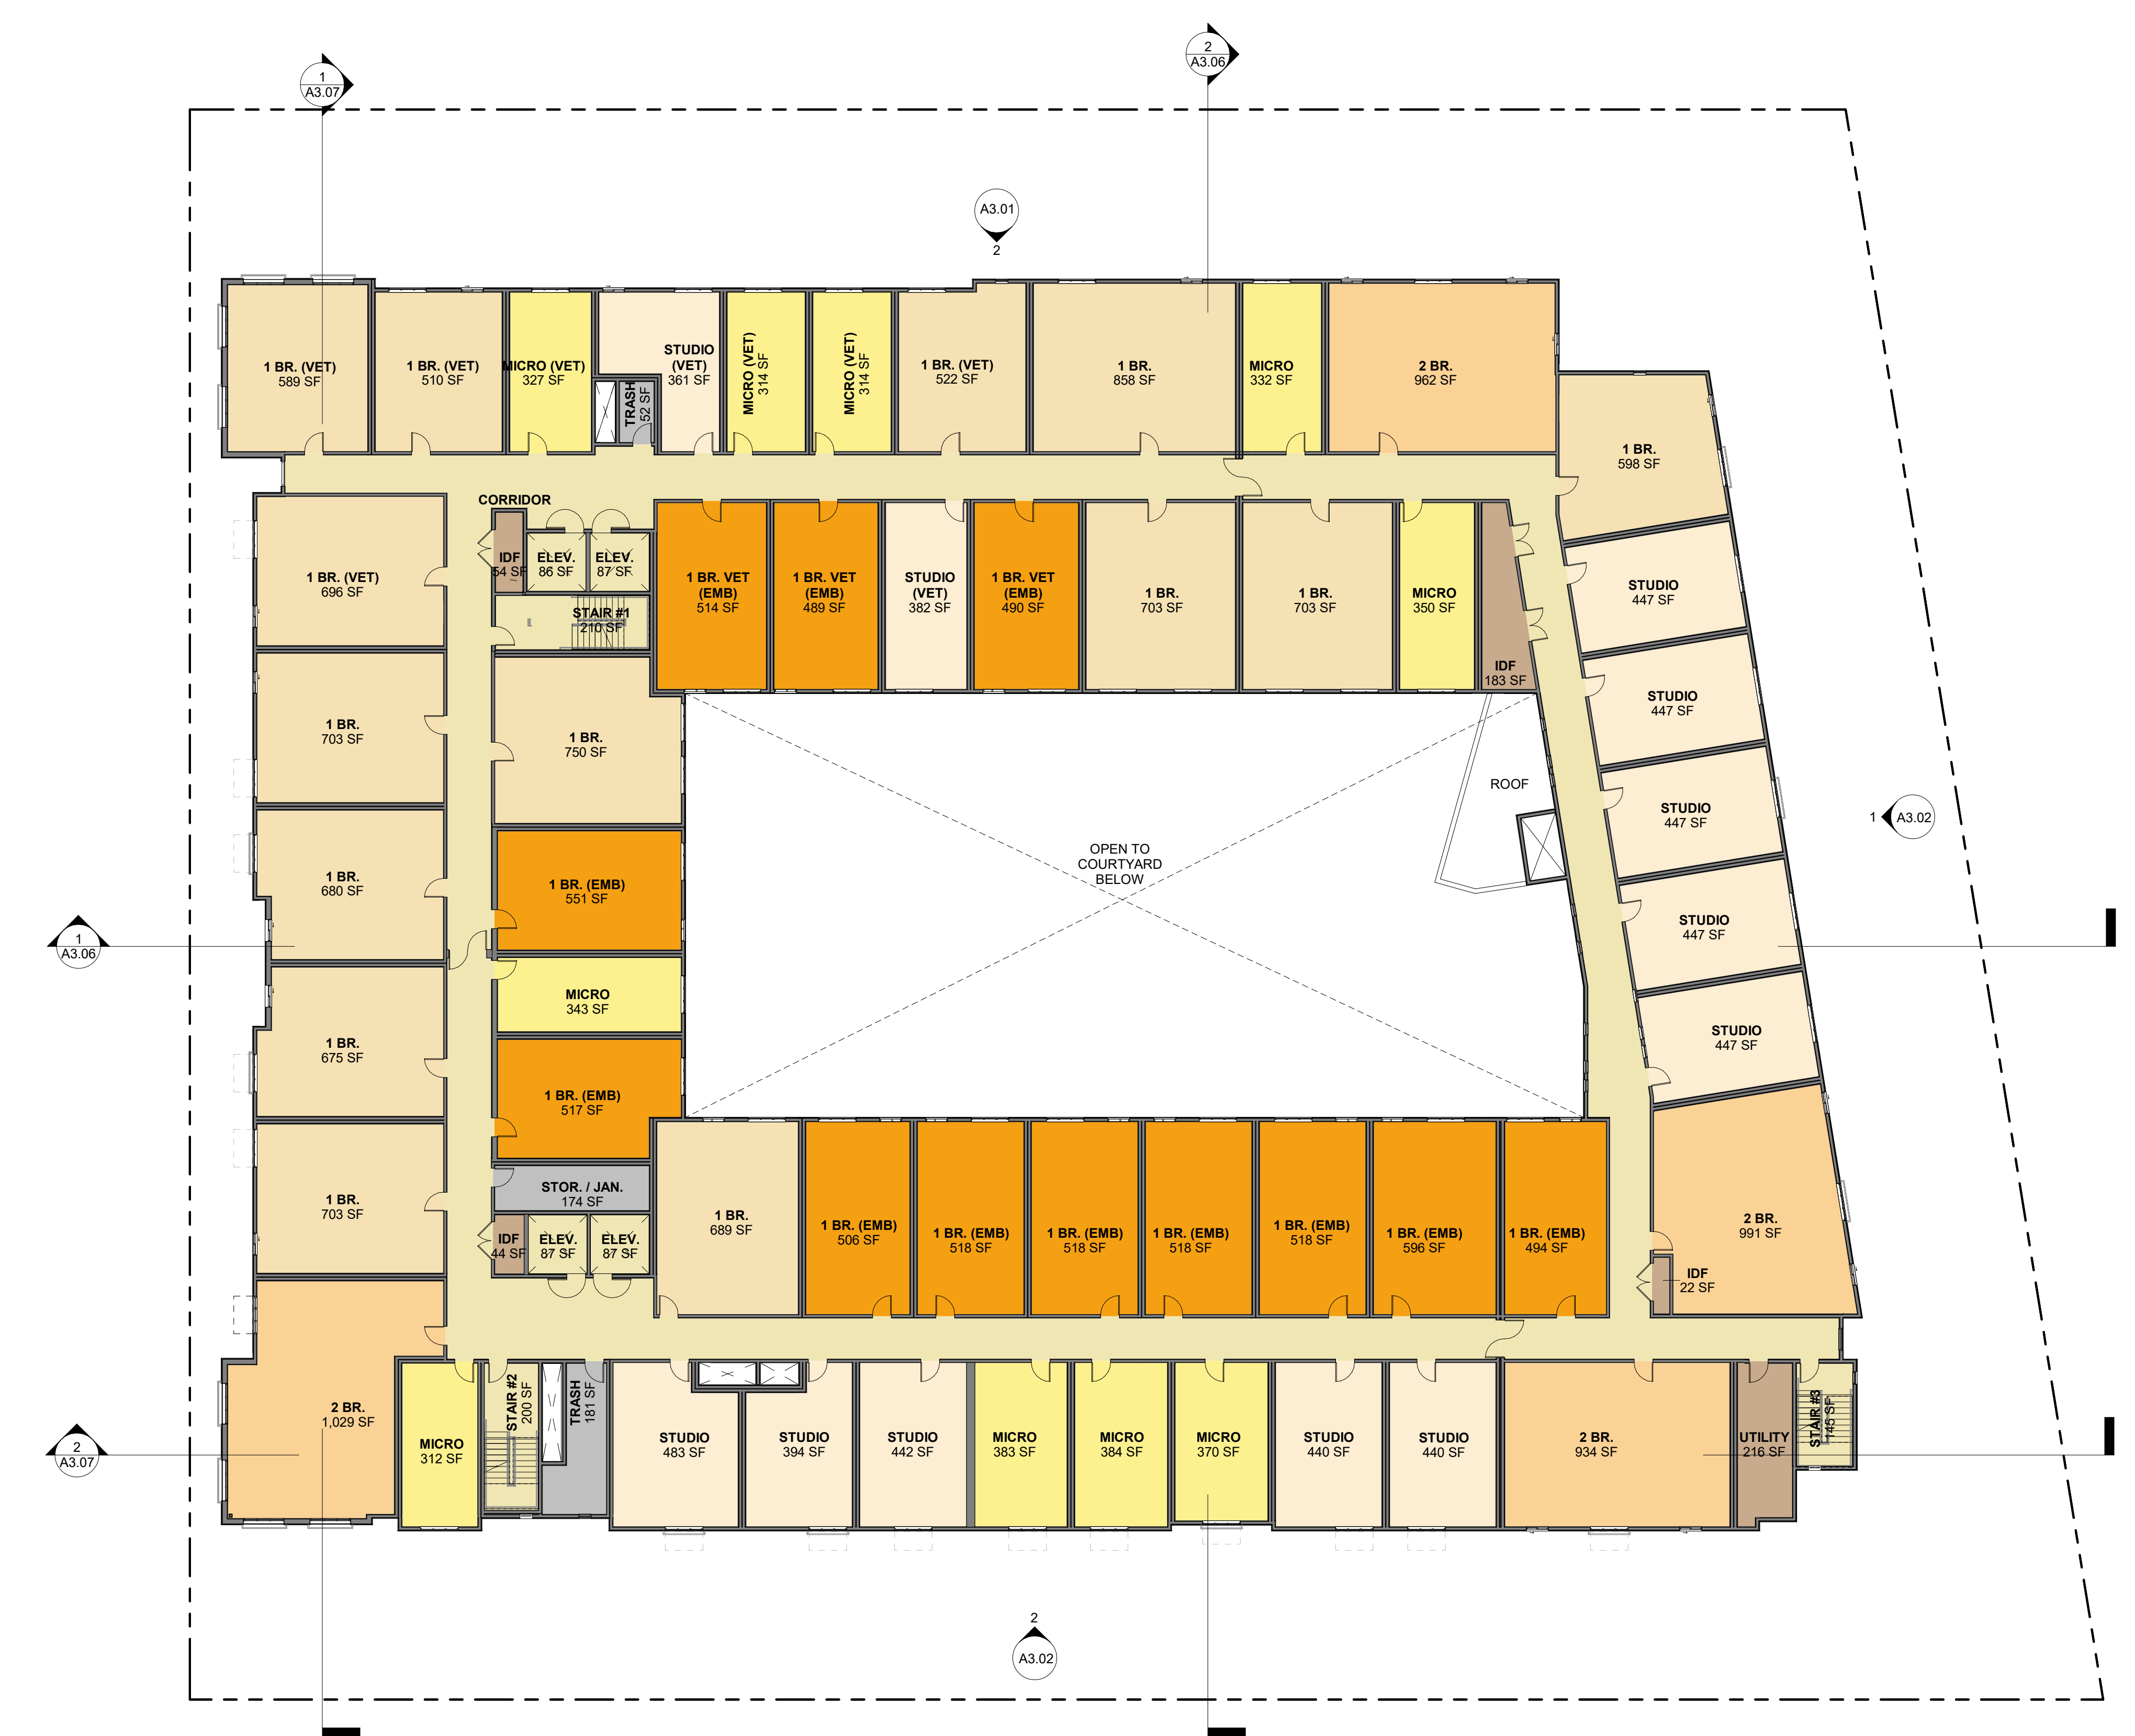 1
A3.07
2
A3.06
A3.01
2
1 BR. (VET)
589 SF
1 BR. (VET)
510 SF
MICRO (VET)
327 SF
STUDIO
(VET)
361 SF
TRASH
52 SF
MICRO (VET)
314 SF
MICRO (VET)
314 SF
1 BR. (VET)
522 SF
1 BR.
858 SF
MICRO
332 SF
2 BR.
962 SF
1 BR.
598 SF
CORRIDOR
IDF
54 SF
ELEV.
86 SF
ELEV.
87 SF
STAIR #1
210 SF
1 BR. VET
(EMB)
514 SF
1 BR. VET
(EMB)
489 SF
STUDIO
(VET)
382 SF
1 BR. VET
(EMB)
490 SF
1 BR.
703 SF
1 BR.
703 SF
MICRO
350 SF
IDF
183 SF
STUDIO
447 SF
STUDIO
447 SF
STUDIO
447 SF
STUDIO
447 SF
STUDIO
447 SF
1 BR. (VET)
696 SF
1 BR.
703 SF
1 BR.
680 SF
1 BR.
675 SF
1 BR.
703 SF
1 BR.
750 SF
1 BR. (EMB)
551 SF
MICRO
343 SF
1 BR. (EMB)
517 SF
STOR. / JAN.
174 SF
IDF
44 SF
ELEV.
87 SF
ELEV.
87 SF
OPEN TO
COURTYARD
BELOW
ROOF
1
A3.02
1
A3.06
1 BR.
689 SF
1 BR. (EMB)
506 SF
1 BR. (EMB)
518 SF
1 BR. (EMB)
518 SF
1 BR. (EMB)
518 SF
1 BR. (EMB)
518 SF
1 BR. (EMB)
596 SF
1 BR. (EMB)
494 SF
2 BR.
991 SF
IDF
22 SF
2 BR.
1,029 SF
MICRO
312 SF
STAIR #2
200 SF
TRASH
181 SF
STUDIO
483 SF
STUDIO
394 SF
STUDIO
442 SF
MICRO
383 SF
MICRO
384 SF
MICRO
370 SF
STUDIO
440 SF
STUDIO
440 SF
2 BR.
934 SF
UTILITY
216 SF
STAIR #3
145 SF
2
A3.07
2
A3.02